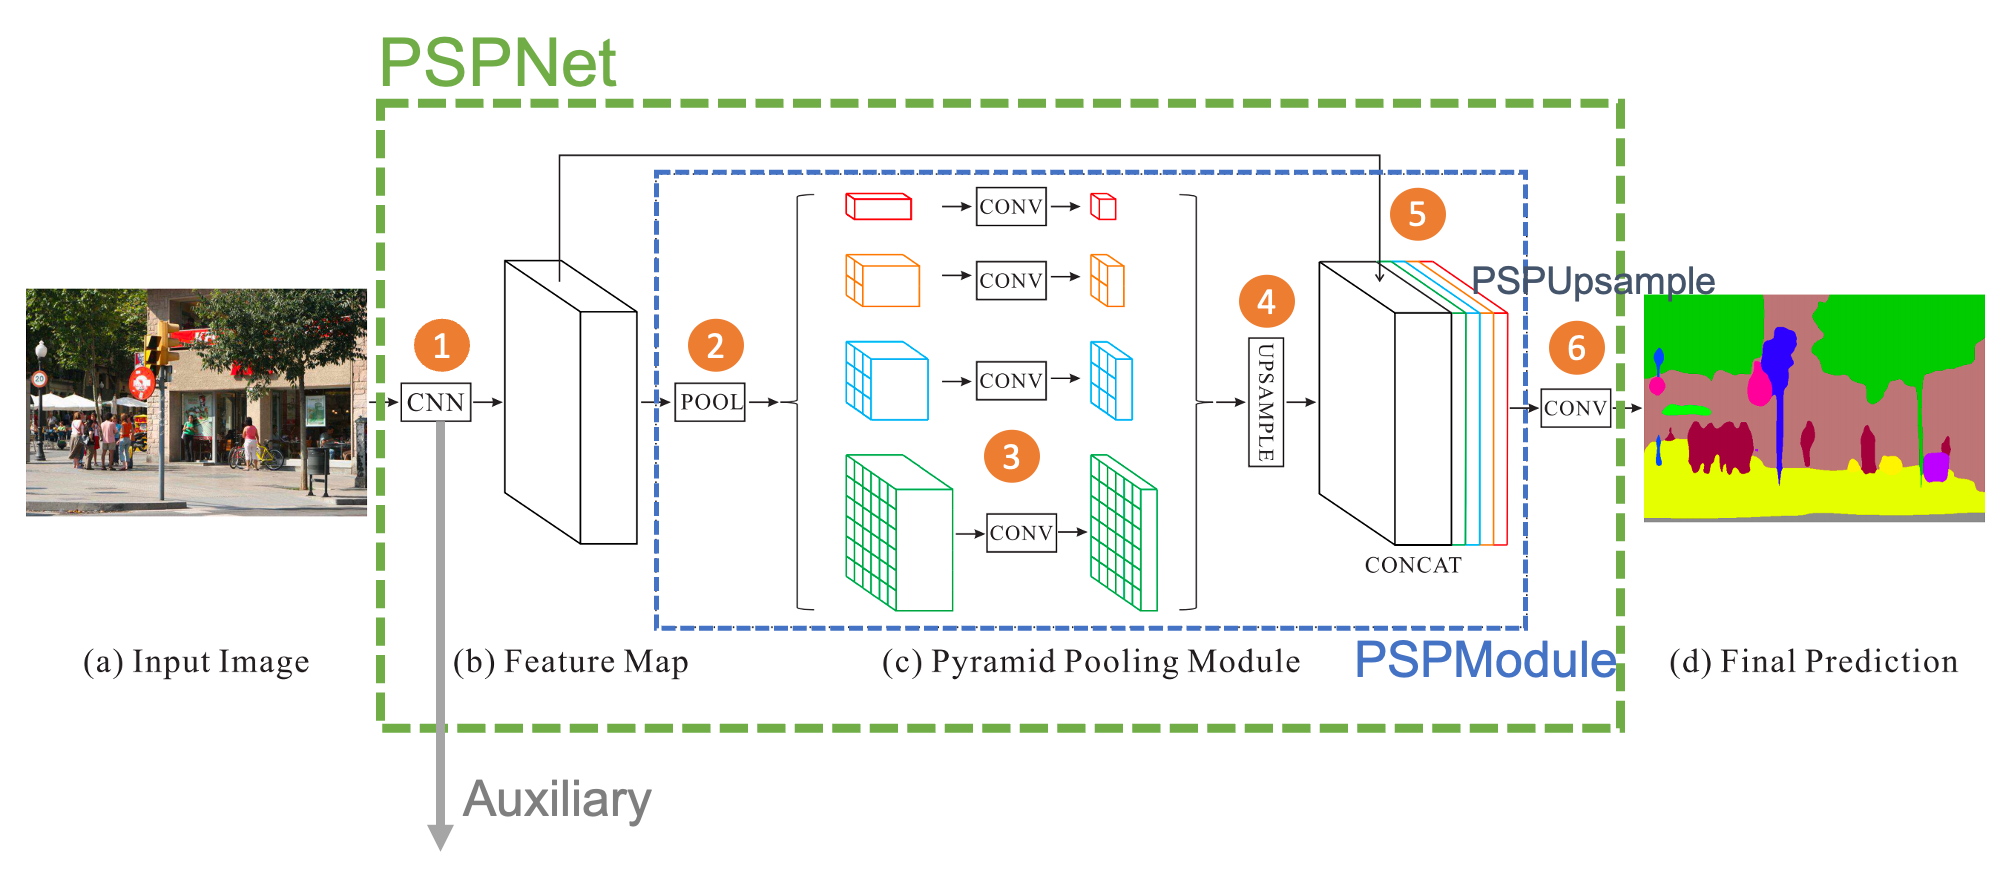 PSPNet
5
CONV
CONV
PSPUpsample
4
1
2
6
20
CNN
POOL
CONV
UPSAMPLE
CONV
3
CONV
CONCAT
(a) Input Image
(b) Feature Map
(c) Pyramid Pooling Module
PSPModule
(d) Final Prediction
Auxiliary